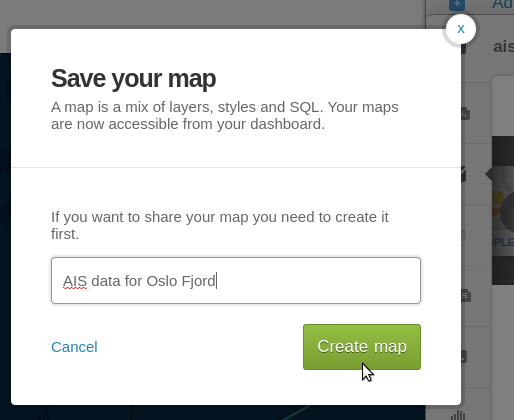 Ad
x
ais
Save your map
A map is a mix of layers, styles and SQL. Your maps
are now accessible from your dashboard.
If you want to share your map you need to create it
first.
AIS data for Oslo Fjord
OPLE
Cancel
Create map